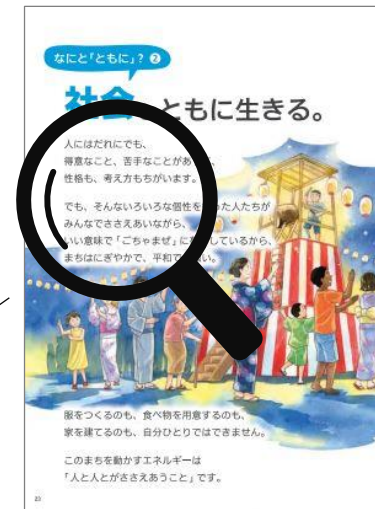 なにと「ともに」？ ❷
社会 ともに生きる。
人にはだれにでも、
得意なこと、苦手なことがあ 、
性格も、考え方もちがいます。
でも、そんないろいろな個性を った人たちが
みんなでささえあいながら、
いい意味で「ごちゃまぜ」に しているから、
まちはにぎやかで、平和で い。
服をつくるのも、食べ物を用意するのも、
家を建てるのも、自分ひとりではできません。
このまちを動かすエネルギーは
「人と人とがささえあうこと」です。
23